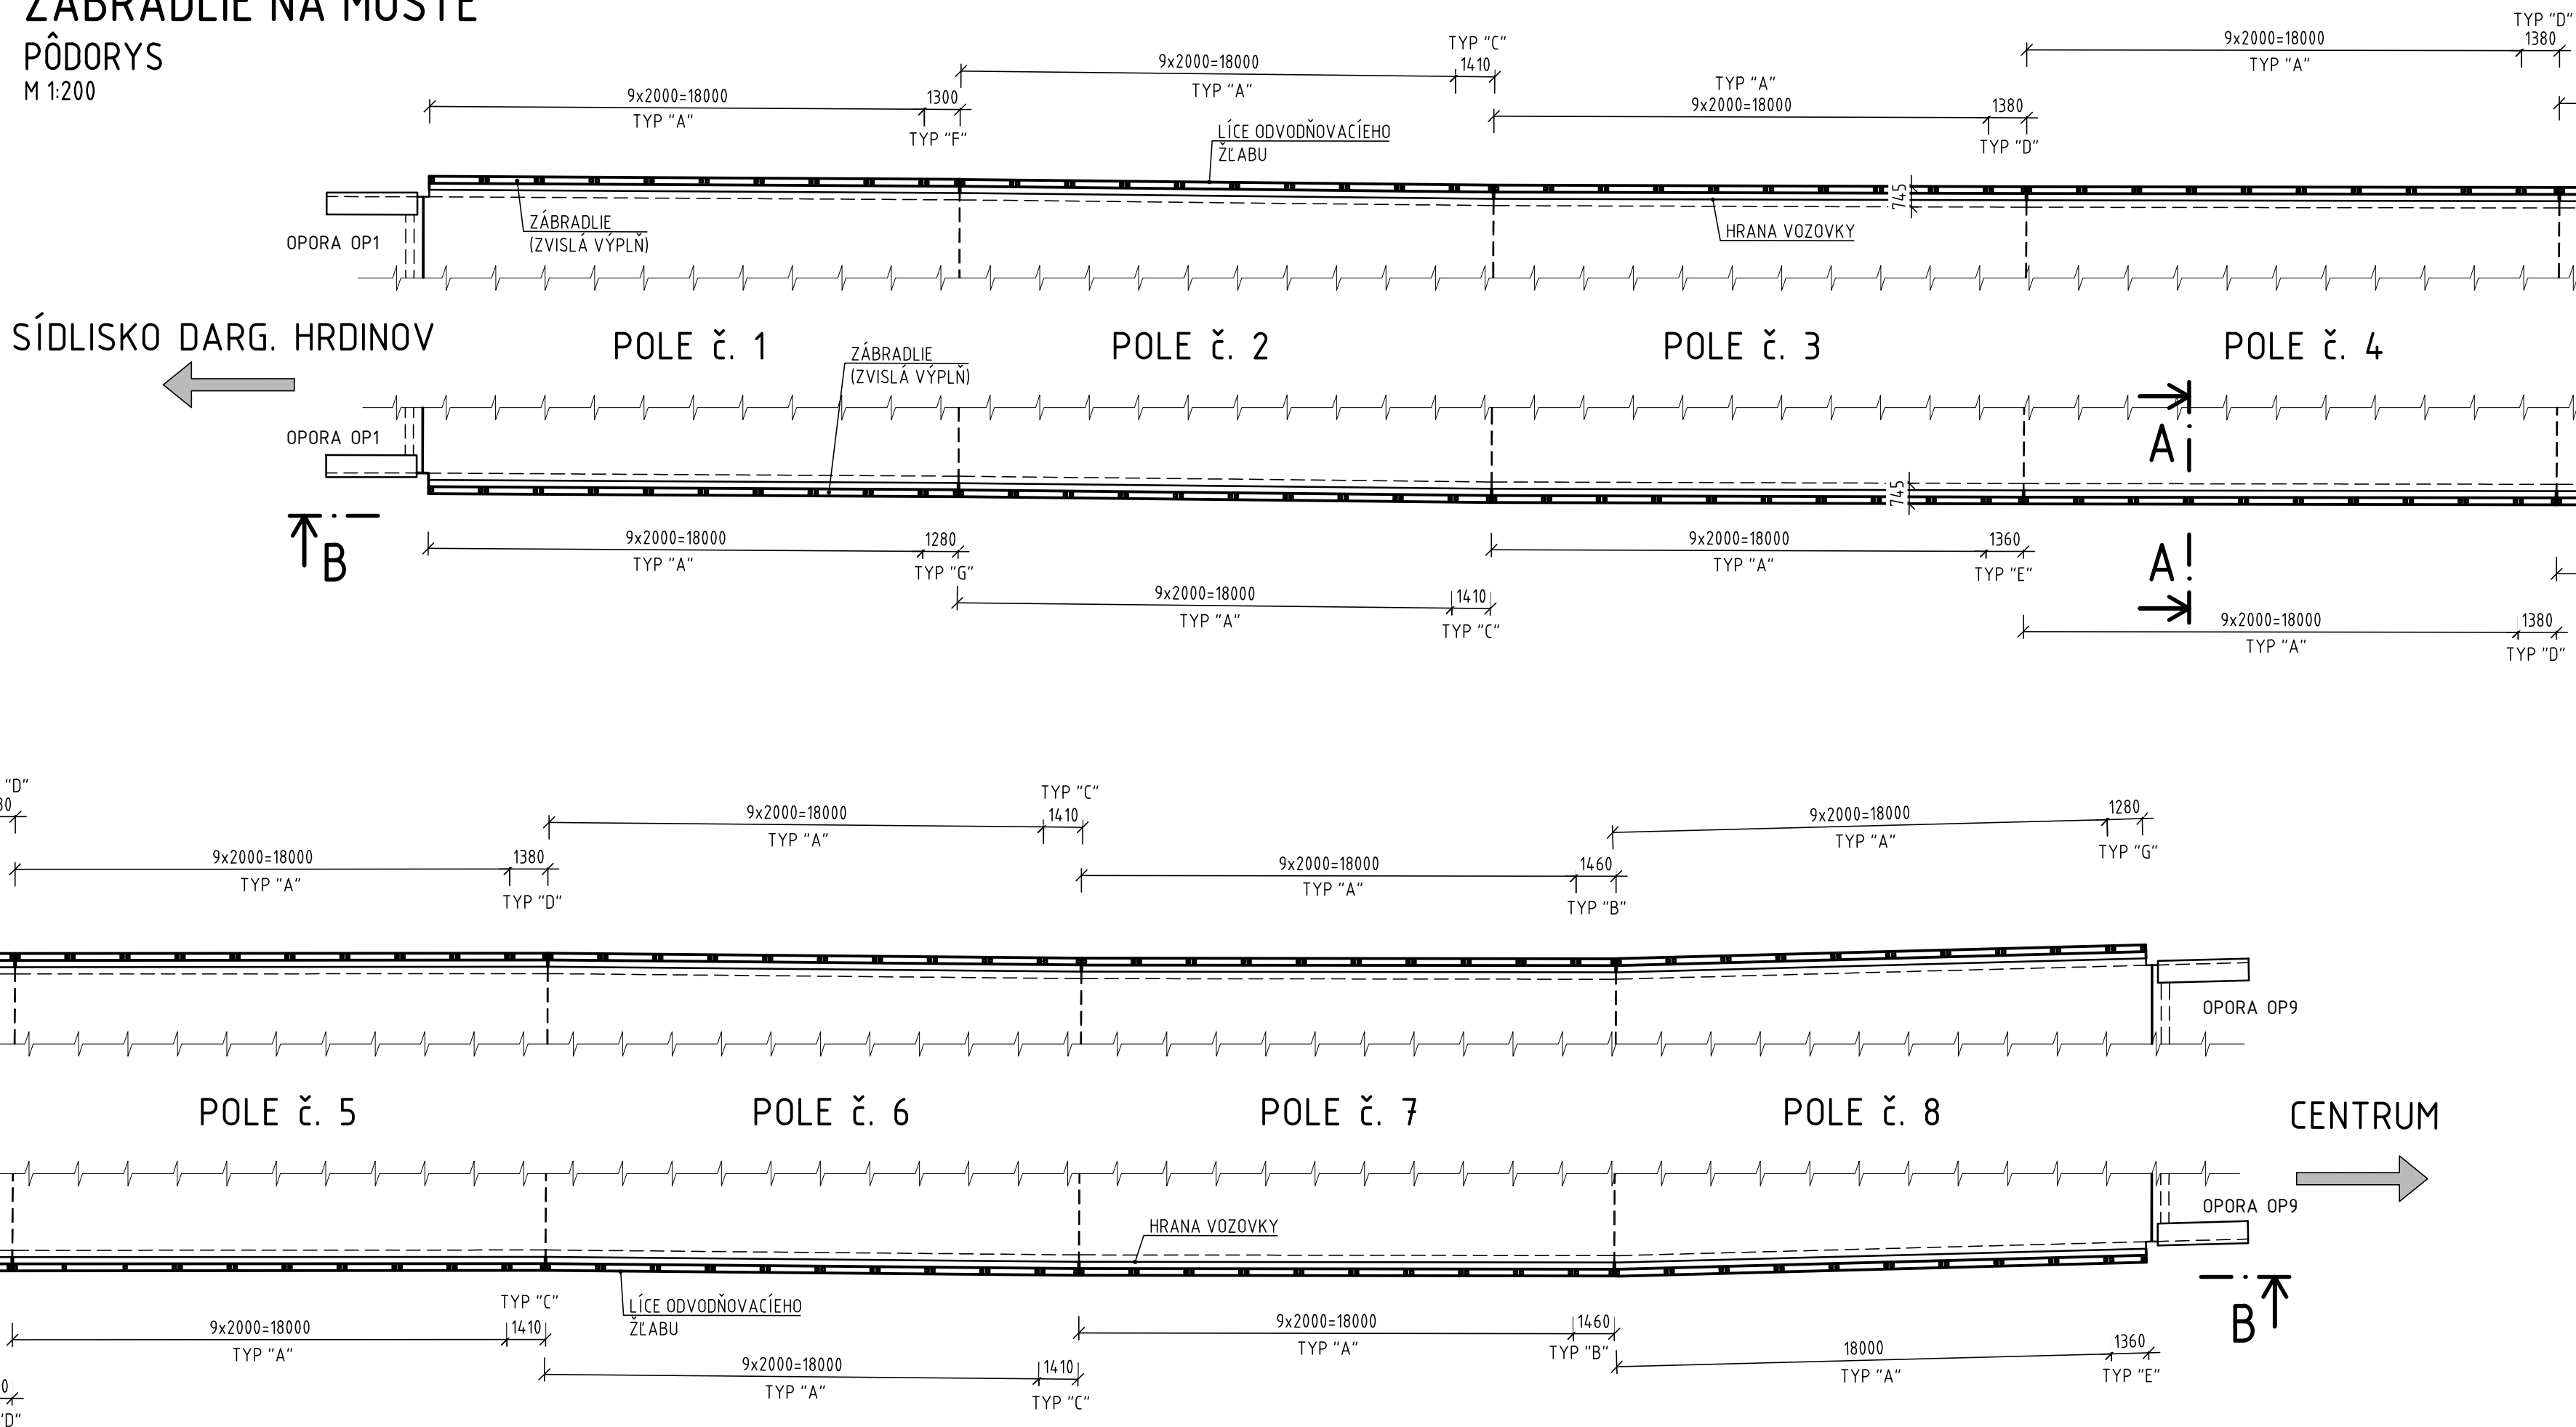 ZÁBRADLIE NA MOSTE
PÔDORYS
M 1:200
TYP "C"
TYP "D"
9x2000=18000
1300
9x2000=18000
1410
9x2000=18000
1380
TYP "A"
TYP "F"
TYP "A"
TYP "A"
9x2000=18000
1380
TYP "D"
TYP "A"
LÍCE ODVODŇOVACÍEHO
ŽĽABU
ZÁBRADLIE
(ZVISLÁ VÝPLŇ)
745
HRANA VOZOVKY
OPORA OP1
SÍDLISKO DARG. HRDINOV
POLE č. 1
POLE č. 2
POLE č. 3
POLE č. 4
ZÁBRADLIE
(ZVISLÁ VÝPLŇ)
OPORA OP1
A
745
B
A
9x2000=18000
1280
TYP "A"
TYP "G"
9x2000=18000
1410
TYP "A"
TYP "C"
9x2000=18000
1360
TYP "A"
TYP "E"
9x2000=18000
1380
TYP "A"
TYP "D"
"D"
80
9x2000=18000
1380
TYP "A"
TYP "D"
TYP "C"
9x2000=18000
1410
TYP "A"
9x2000=18000
1460
TYP "A"
TYP "B"
9x2000=18000
1280
TYP "A"
TYP "G"
OPORA OP9
POLE č. 5
POLE č. 6
POLE č. 7
POLE č. 8
CENTRUM
OPORA OP9
HRANA VOZOVKY
LÍCE ODVODŇOVACÍEHO
ŽĽABU
B
TYP "C"
9x2000=18000
1410
TYP "A"
9x2000=18000
1410
TYP "A"
TYP "C"
9x2000=18000
1460
TYP "A"
TYP "B"
18000
1360
TYP "A"
TYP "E"
0
"D"